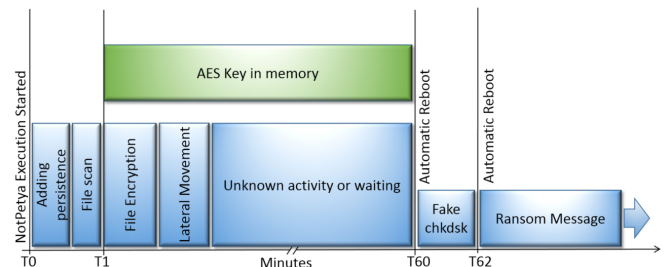 NotPetya Execution Started
AES Key in memory
Automatic Reboot
Automatic Reboot
Adding
persistence
File scan
File Encryption
Lateral Movement
Unknown activity or waiting
Fake
chkdsk
Ransom Message
T0
T1
Minutes
T60
T62